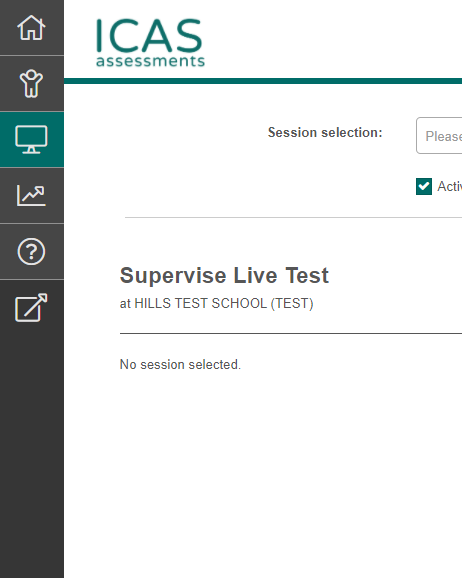 ICAS
assessments
Session selection:
Please
Activ
Supervise Live Test
at HILLS TEST SCHOOL (TEST)
No session selected.
?